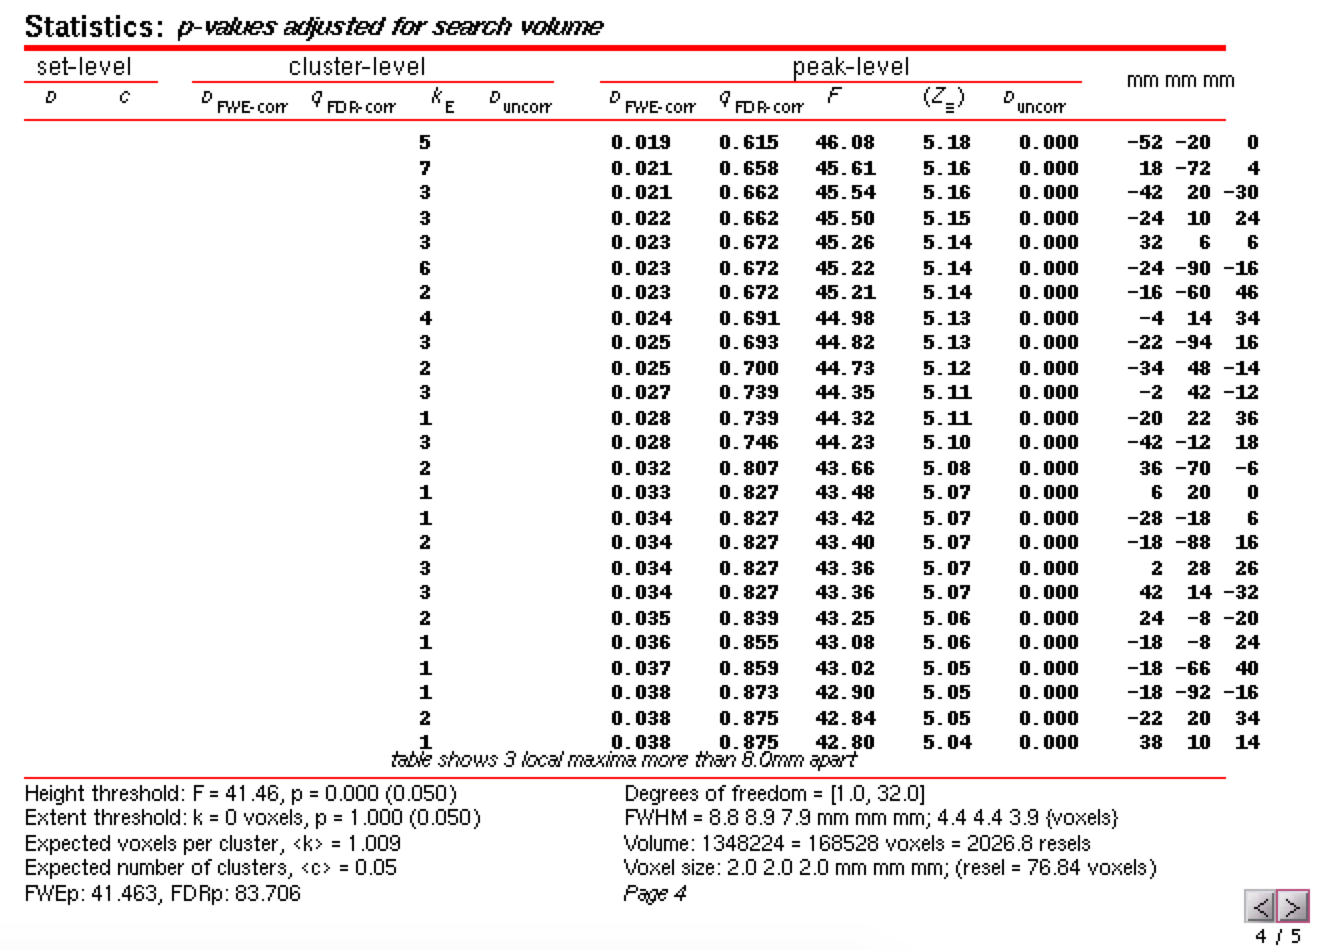 Statistics: p-values adjusted for search volume
set-level cluster-level peak-level mm mm mm
p c p FWE-corr q FDR-corr k E p uncorr p FWE-corr q FDR-corr F (Z ≡) p uncorr
5 0.019 0.615 46.08 5.18 0.000 -52 -20 0
7 0.021 0.658 45.61 5.16 0.000 18 -72 4
3 0.021 0.662 45.54 5.16 0.000 -42 20 -30
3 0.022 0.662 45.50 5.15 0.000 -24 10 24
3 0.023 0.672 45.26 5.14 0.000 32 6 6
6 0.023 0.672 45.22 5.14 0.000 -24 -90 -16
2 0.023 0.672 45.21 5.14 0.000 -16 -60 46
4 0.024 0.691 44.98 5.13 0.000 -4 14 34
3 0.025 0.693 44.82 5.13 0.000 -22 -94 16
2 0.025 0.700 44.73 5.12 0.000 -34 48 -14
3 0.027 0.739 44.35 5.11 0.000 -2 42 -12
1 0.028 0.739 44.32 5.11 0.000 -20 22 36
3 0.028 0.746 44.23 5.10 0.000 -42 -12 18
2 0.032 0.807 43.66 5.08 0.000 36 -70 -6
1 0.033 0.827 43.48 5.07 0.000 6 20 0
1 0.034 0.827 43.42 5.07 0.000 -28 -18 6
2 0.034 0.827 43.40 5.07 0.000 -18 -88 16
3 0.034 0.827 43.36 5.07 0.000 2 28 26
3 0.034 0.827 43.36 5.07 0.000 42 14 -32
2 0.035 0.839 43.25 5.06 0.000 24 -8 -20
1 0.036 0.855 43.08 5.06 0.000 -18 -8 24
1 0.037 0.859 43.02 5.05 0.000 -18 -66 40
1 0.038 0.873 42.90 5.05 0.000 -18 -92 -16
2 0.038 0.875 42.84 5.05 0.000 -22 20 34
1 0.038 0.875 42.80 5.04 0.000 38 10 14
table shows 3 local maxima more than 8.0mm apart
Height threshold: F = 41.46, p = 0.000 (0.050)
Extent threshold: k = 0 voxels, p = 1.000 (0.050)
Expected voxels per cluster, <k> = 1.009
Expected number of clusters, <c> = 0.05
FWEp: 41.463, FDRp: 83.706
Degrees of freedom = [1.0, 32.0]
FWHM = 8.8 8.9 7.9 mm mm mm; 4.4 4.4 3.9 {voxels}
Volume: 1348224 = 168528 voxels = 2026.8 resels
Voxel size: 2.0 2.0 2.0 mm mm mm; (resel = 76.84 voxels)
Page 4
< >
4 / 5